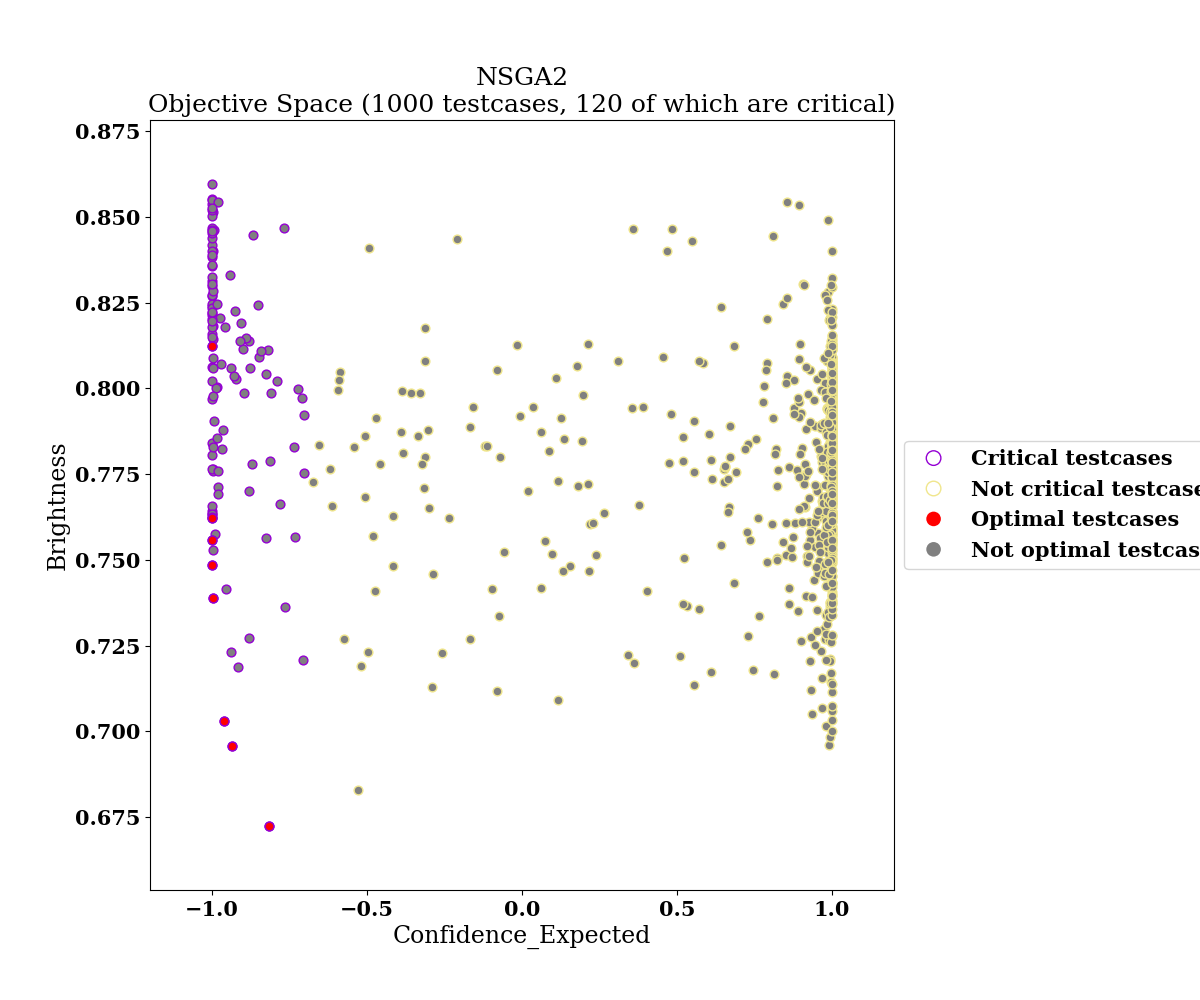 NSGA2
Objective Space (1000 testcases, 120 of which are critical)
0.875
0.850
0.825
0.800
0.775
0.750
0.725
0.700
0.675
Brightness
−1.0
−0.5
0.0
0.5
1.0
Confidence_Expected
Critical testcases
Not critical testcase
Optimal testcases
Not optimal testcas